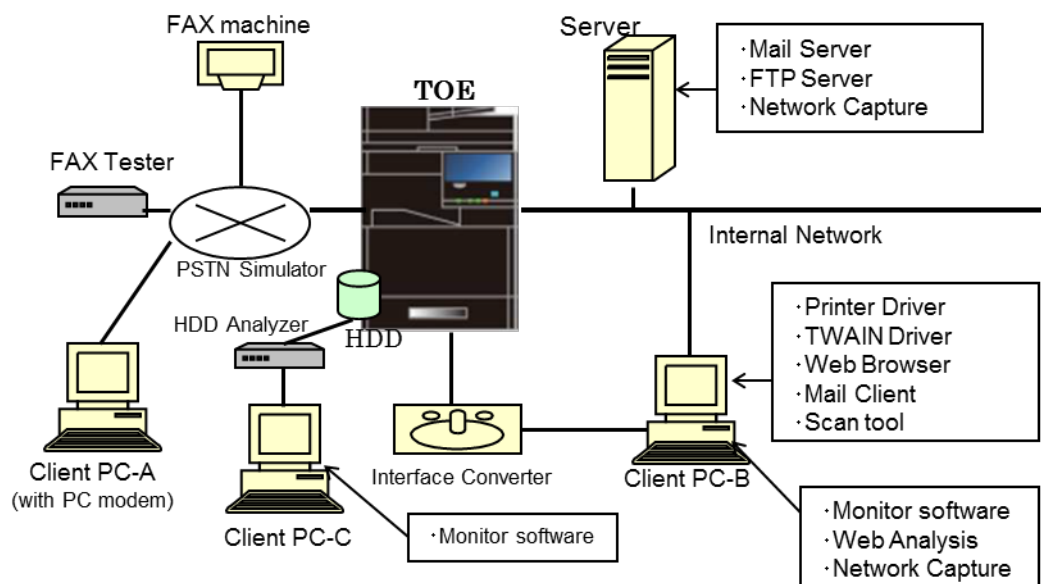 FAX machine
Server
・Mail Server
・FTP Server
・Network Capture
TOE
FAX Tester
PSTN Simulator
Internal Network
HDD Analyzer
HDD
・Printer Driver
・TWAIN Driver
・Web Browser
・Mail Client
・Scan tool
Client PC-A
(with PC modem)
Interface Converter
Client PC-B
Client PC-C
・Monitor software
・Monitor software
・Web Analysis
・Network Capture